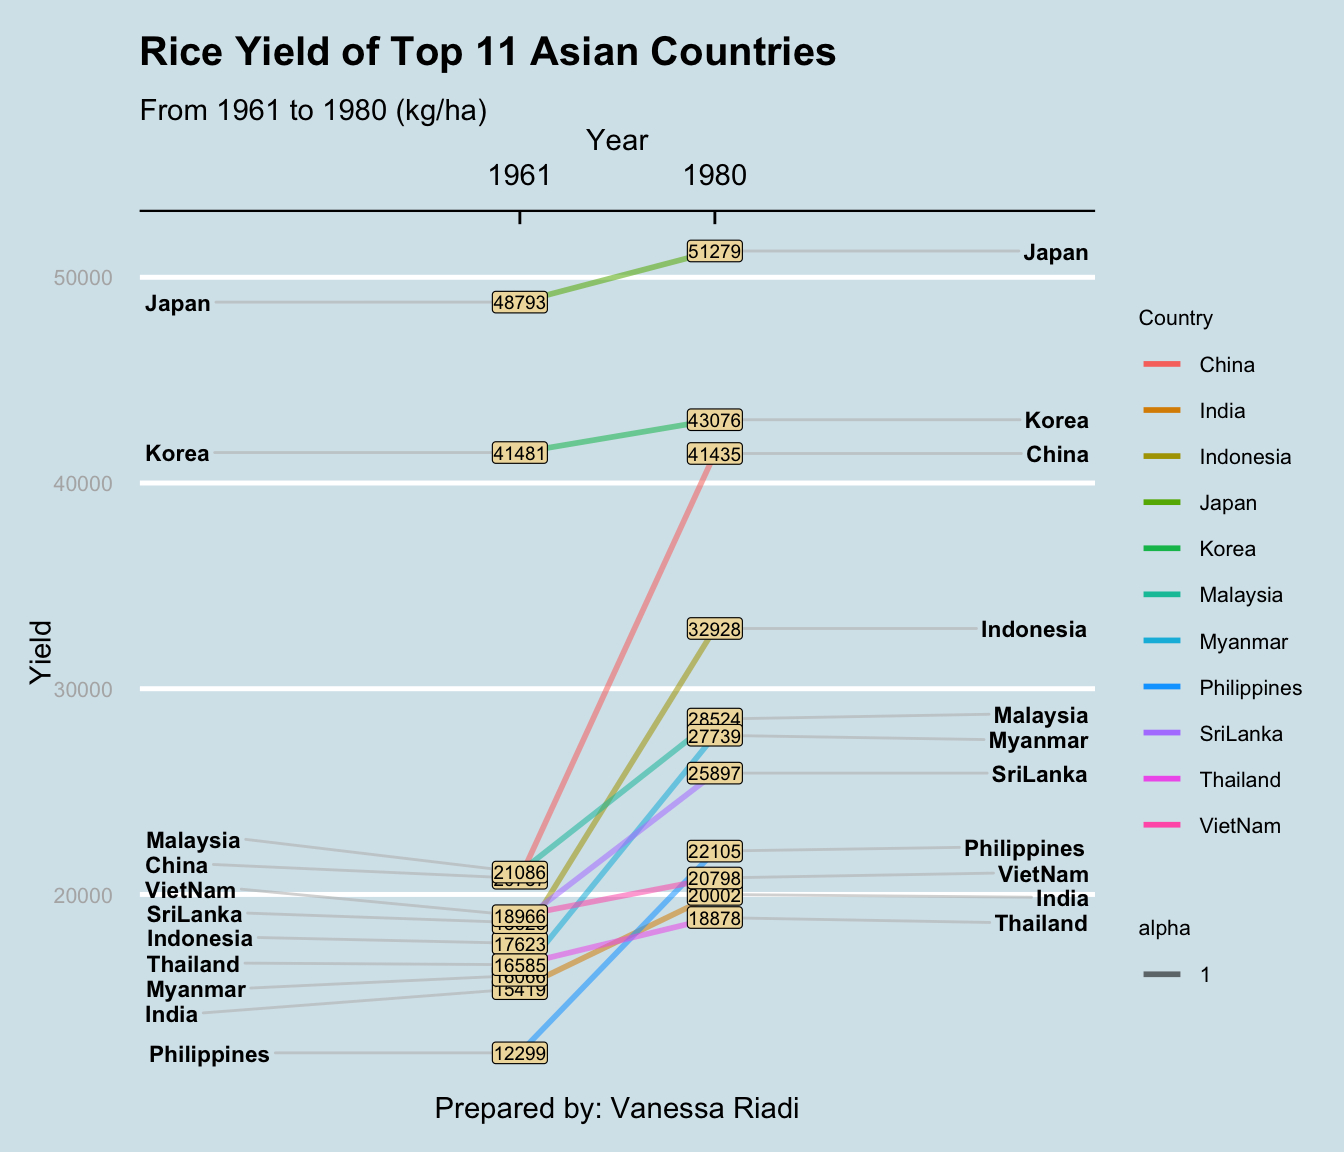 Rice Yield of Top 11 Asian Countries
From 1961 to 1980 (kg/ha)
Year
1961 1980
50000
40000
30000
20000
Yield
Japan
48793
51279
Japan
Korea
41481
43076
Korea
41435
China
32928
Indonesia
28524
Malaysia
27739
Myanmar
25897
SriLanka
22105
Philippines
20798
VietNam
20002
India
18878
Thailand
Malaysia
China
VietNam
SriLanka
Indonesia
Thailand
Myanmar
India
Philippines
21086
18966
17623
16585
16066
15419
12299
Country
China
India
Indonesia
Japan
Korea
Malaysia
Myanmar
Philippines
SriLanka
Thailand
VietNam
alpha
1
Prepared by: Vanessa Riadi